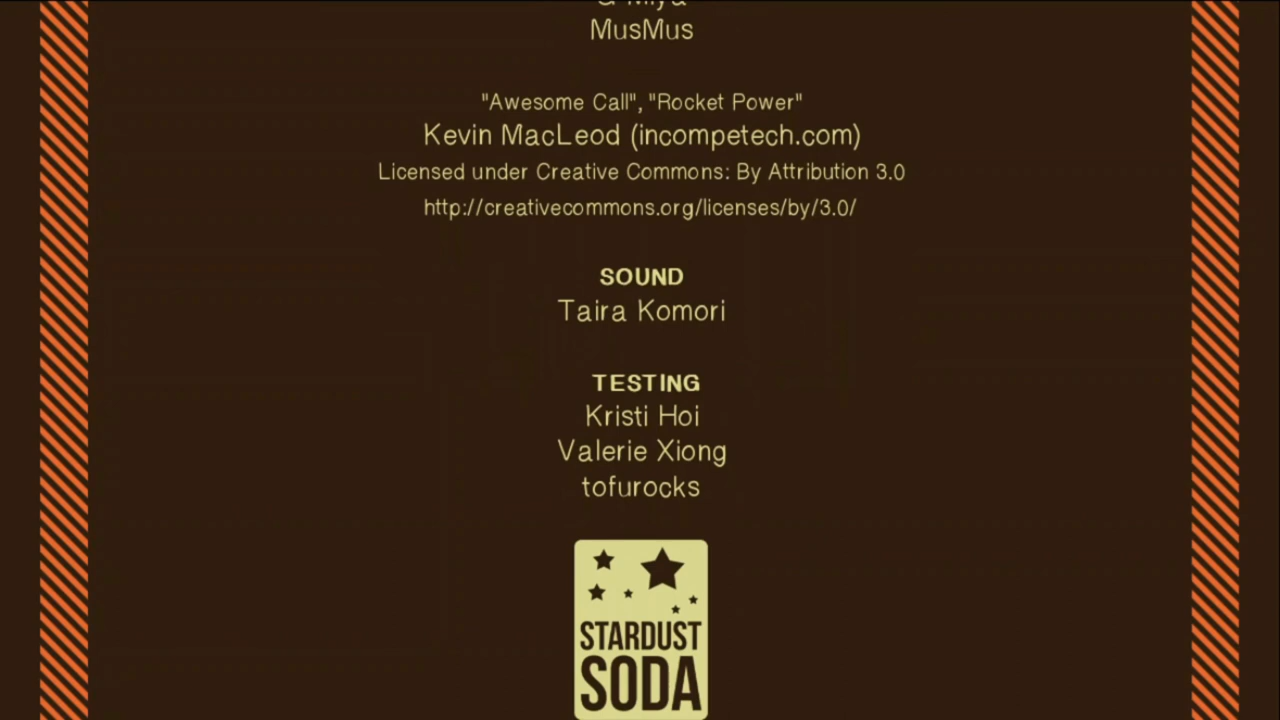 MusMus
"Awesome Call", "Rocket Power"
Kevin MacLeod (incompetech.com)
Licensed under Creative Commons: By Attribution 3.0
http://creativecommons.org/licenses/by/3.0/
SOUND
Taira Komori
TESTING
Kristi Hoi
Valerie Xiong
tofurocks
STARDUST
SODA